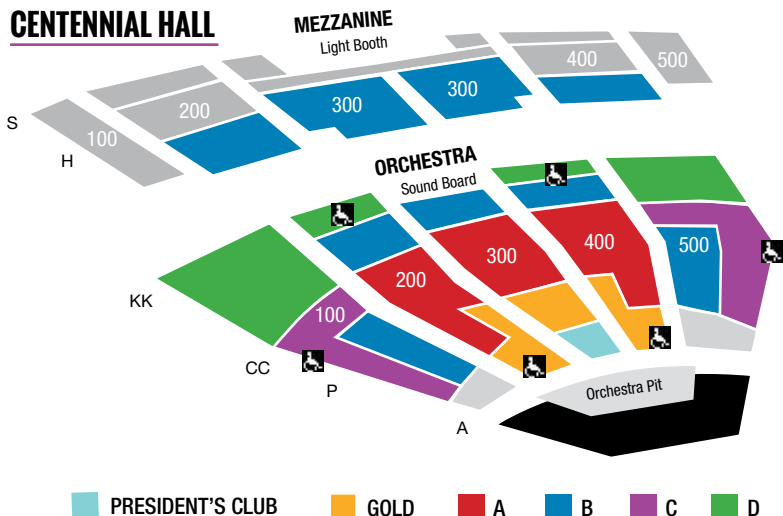 CENTENNIAL HALL
MEZZANINE
Light Booth
400
500
300
300
200
100
S
H
ORCHESTRA
Sound Board
400
500
300
200
100
KK
CC
P
A
Orchestra Pit
PRESIDENT'S CLUB
GOLD
A
B
C
D